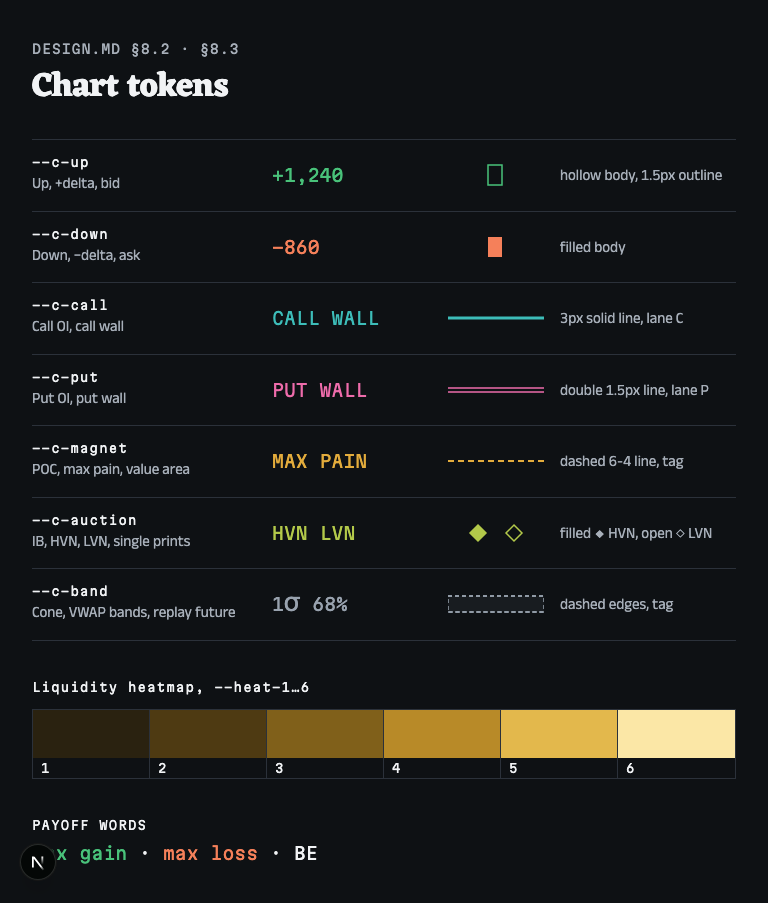 DESIGN.MD §8.2 · §8.3
Chart tokens
--c-up
Up, +delta, bid
+1,240
hollow body, 1.5px outline
--c-down
Down, −delta, ask
−860
filled body
--c-call
Call OI, call wall
CALL WALL
3px solid line, lane C
--c-put
Put OI, put wall
PUT WALL
double 1.5px line, lane P
--c-magnet
POC, max pain, value area
MAX PAIN
dashed 6-4 line, tag
--c-auction
IB, HVN, LVN, single prints
HVN LVN
filled ◆ HVN, open ◇ LVN
--c-band
Cone, VWAP bands, replay future
1σ 68%
dashed edges, tag
Liquidity heatmap, --heat-1…6
1 2 3 4 5 6
PAYOFF WORDS
x gain · max loss · BE
N